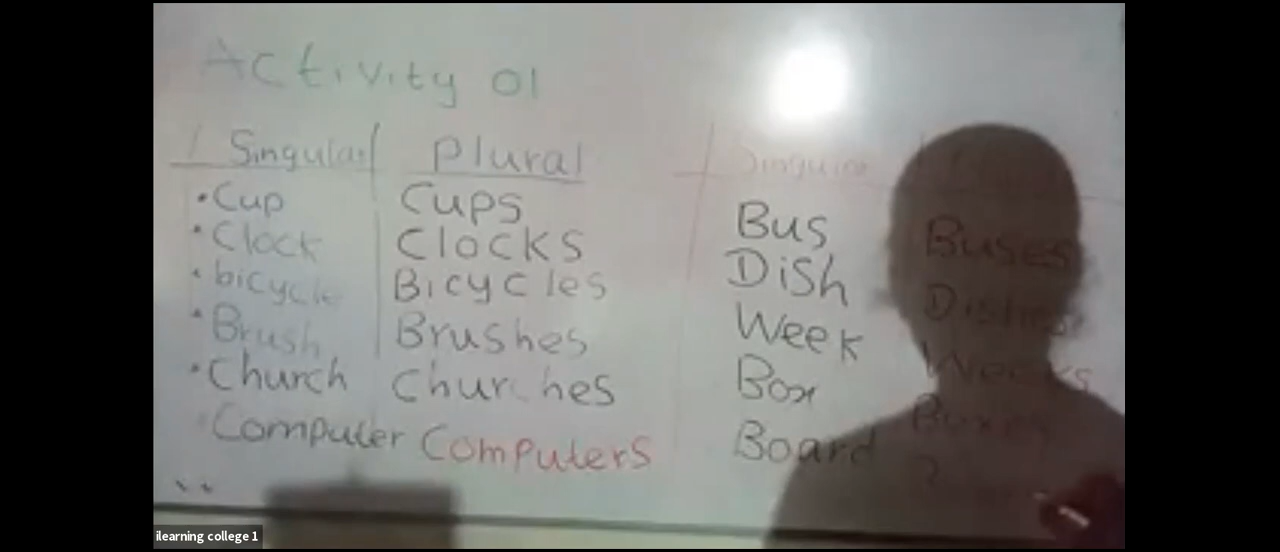 Activity 01
Singular Plural
• Cup Cups
• Clock Clocks
• bicycle Bicycles
• Brush Brushes
• Church Churches
Computer Computers
Singular
Bus Buses
Dish Dishes
Week Weeks
Box Boxes
Board
ilearning college 1